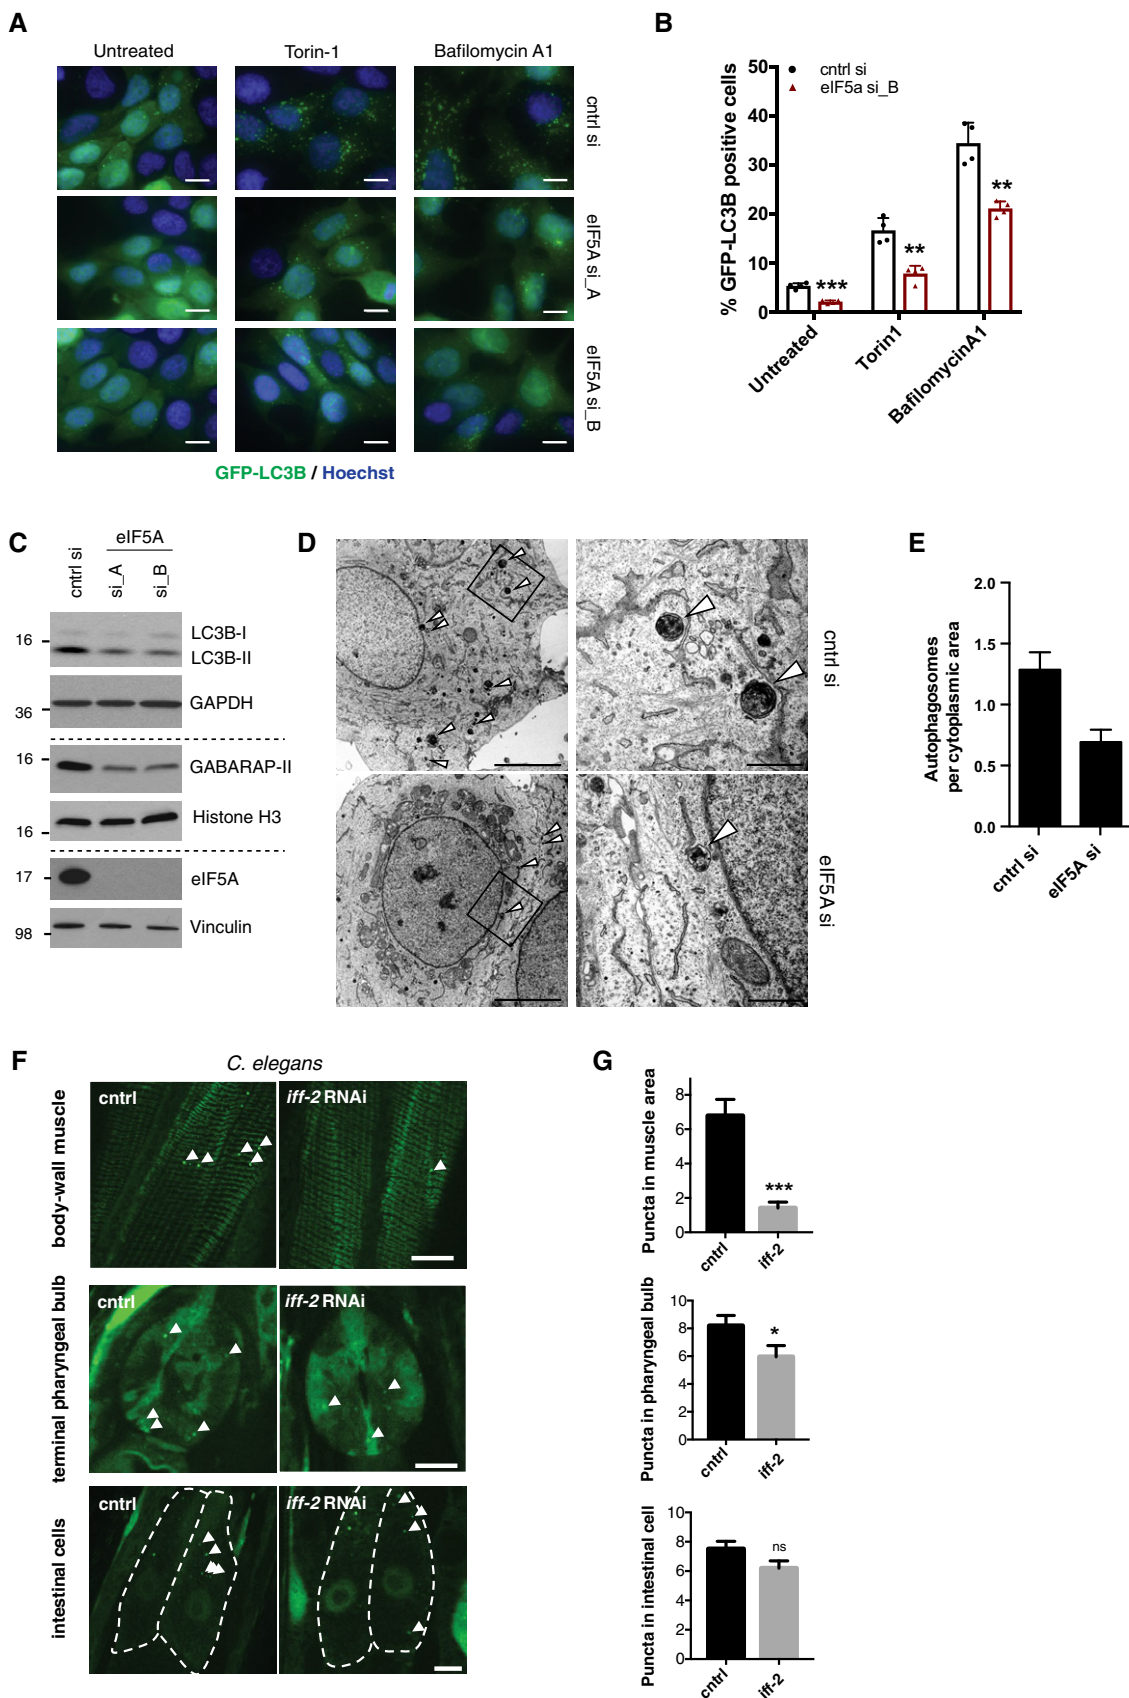 A
Untreated
Torin-1
Bafilomycin A1
cntrl si
eIF5A si_A
eIF5A si_B
GFP-LC3B / Hoechst
B
% GFP-LC3B positive cells
50
40
30
20
10
0
cntrl si
eIF5a si_B
***
**
**
Untreated
Torin1
BafilomycinA1
C
eIF5A
cntrl si
si_A
si_B
16
LC3B-I
LC3B-II
36
GAPDH
16
GABARAP-II
16
Histone H3
17
eIF5A
98
Vinculin
D
cntrl si
eIF5A si
E
Autophagosomes
per cytoplasmic area
2.0
1.5
1.0
0.5
0.0
cntrl si
eIF5A si
F
C. elegans
body-wall muscle
cntrl
iff-2 RNAi
terminal pharyngeal bulb
cntrl
iff-2 RNAi
intestinal cells
cntrl
iff-2 RNAi
G
Puncta in muscle area
8
6
4
2
0
***
cntrl
iff-2
Puncta in pharyngeal bulb
10
8
6
4
2
0
*
cntrl
iff-2
Puncta in intestinal cell
10
8
6
4
2
0
ns
cntrl
iff-2